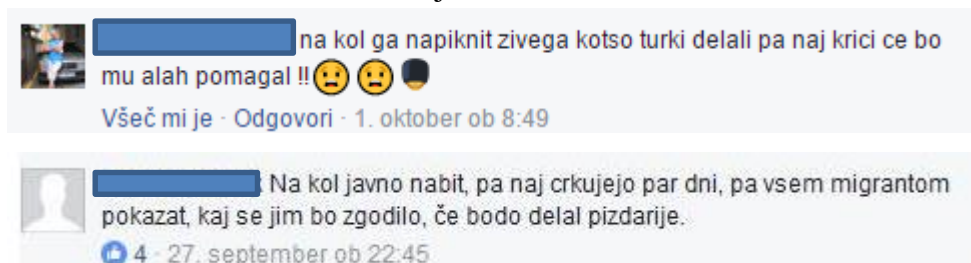 na kol ga napiknit zivega kotso turki delali pa naj krici ce bo
mu alah pomagal !!
Všeč mi je · Odgovori · 1. oktober ob 8:49
Na kol javno nabit, pa naj crkujejo par dni, pa vsem migrantom
pokazat, kaj se jim bo zgodilo, če bodo delal pizdarije.
4 · 27. september ob 22:45